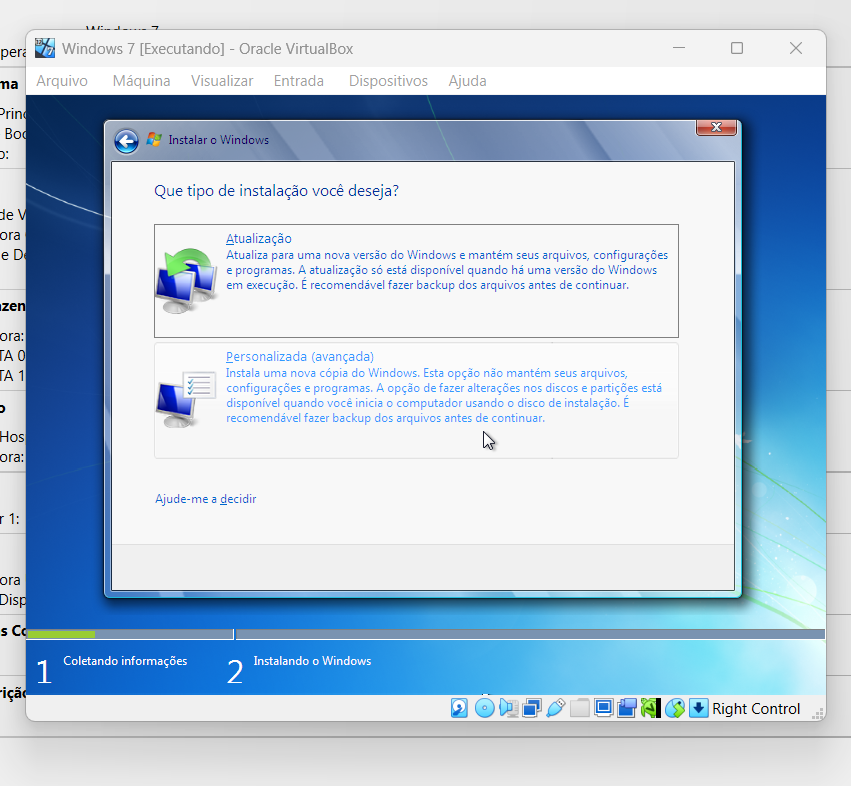 Windows 7
Windows 7 [Executando] - Oracle VirtualBox
Arquivo Máquina Visualizar Entrada Dispositivos Ajuda
Instalar o Windows
Que tipo de instalação você deseja?
Atualização
Atualiza para uma nova versão do Windows e mantém seus arquivos, configurações
e programas. A atualização só está disponível quando há uma versão do Windows
em execução. É recomendável fazer backup dos arquivos antes de continuar.
Personalizada (avançada)
Instala uma nova cópia do Windows. Esta opção não mantém seus arquivos,
configurações e programas. A opção de fazer alterações nos discos e partições está
disponível quando você inicia o computador usando o disco de instalação. É
recomendável fazer backup dos arquivos antes de continuar.
Ajude-me a decidir
1 Coletando informações 2 Instalando o Windows
Right Control